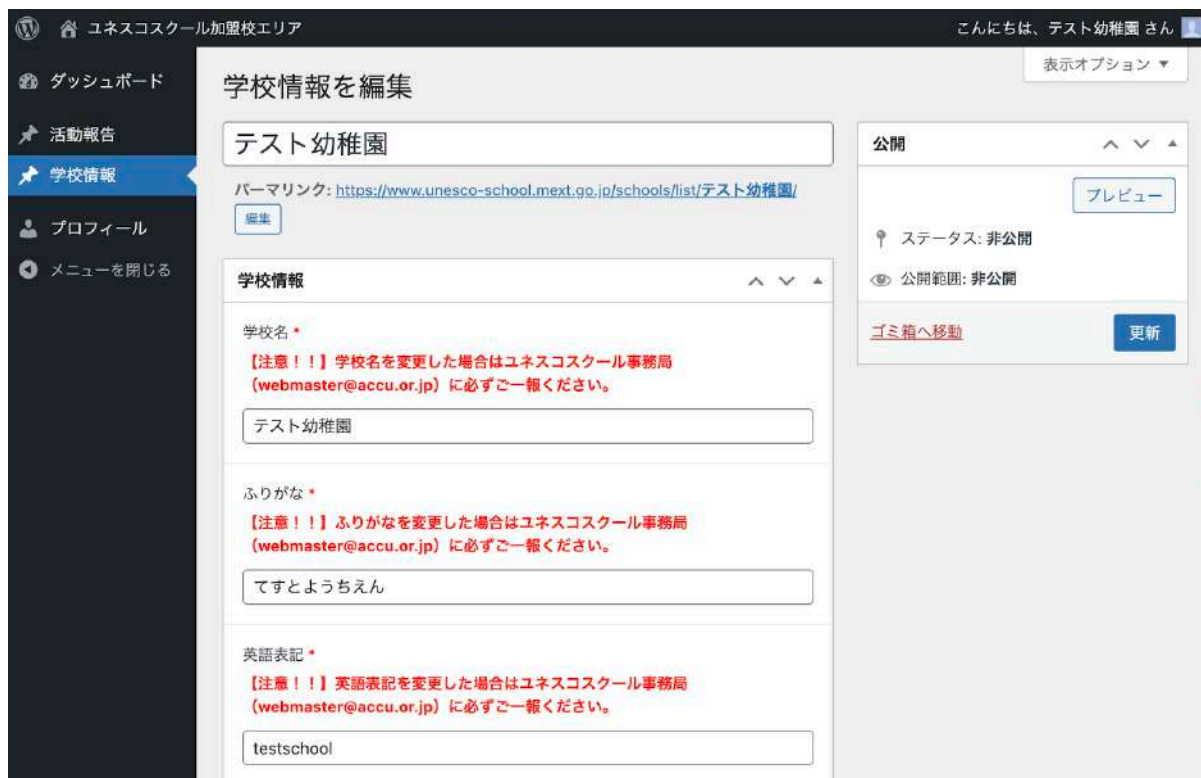 ユネスコスクール加盟校エリア
こんにちは、テスト幼稚園 さん
ダッシュボード
活動報告
学校情報
プロフィール
メニューを閉じる
表示オプション ▼
学校情報を編集
テスト幼稚園
パーマリンク: https://www.unesco-school.mext.go.jp/schools/list/テスト幼稚園/
編集
学校情報
学校名 *
【注意！！】学校名を変更した場合はユネスコスクール事務局
（webmaster@accu.or.jp）に必ずご一報ください。
テスト幼稚園
ふりがな *
【注意！！】ふりがなを変更した場合はユネスコスクール事務局
（webmaster@accu.or.jp）に必ずご一報ください。
てすとようちえん
英語表記 *
【注意！！】英語表記を変更した場合はユネスコスクール事務局
（webmaster@accu.or.jp）に必ずご一報ください。
testschool
公開
プレビュー
ステータス: 非公開
公開範囲: 非公開
ゴミ箱へ移動
更新